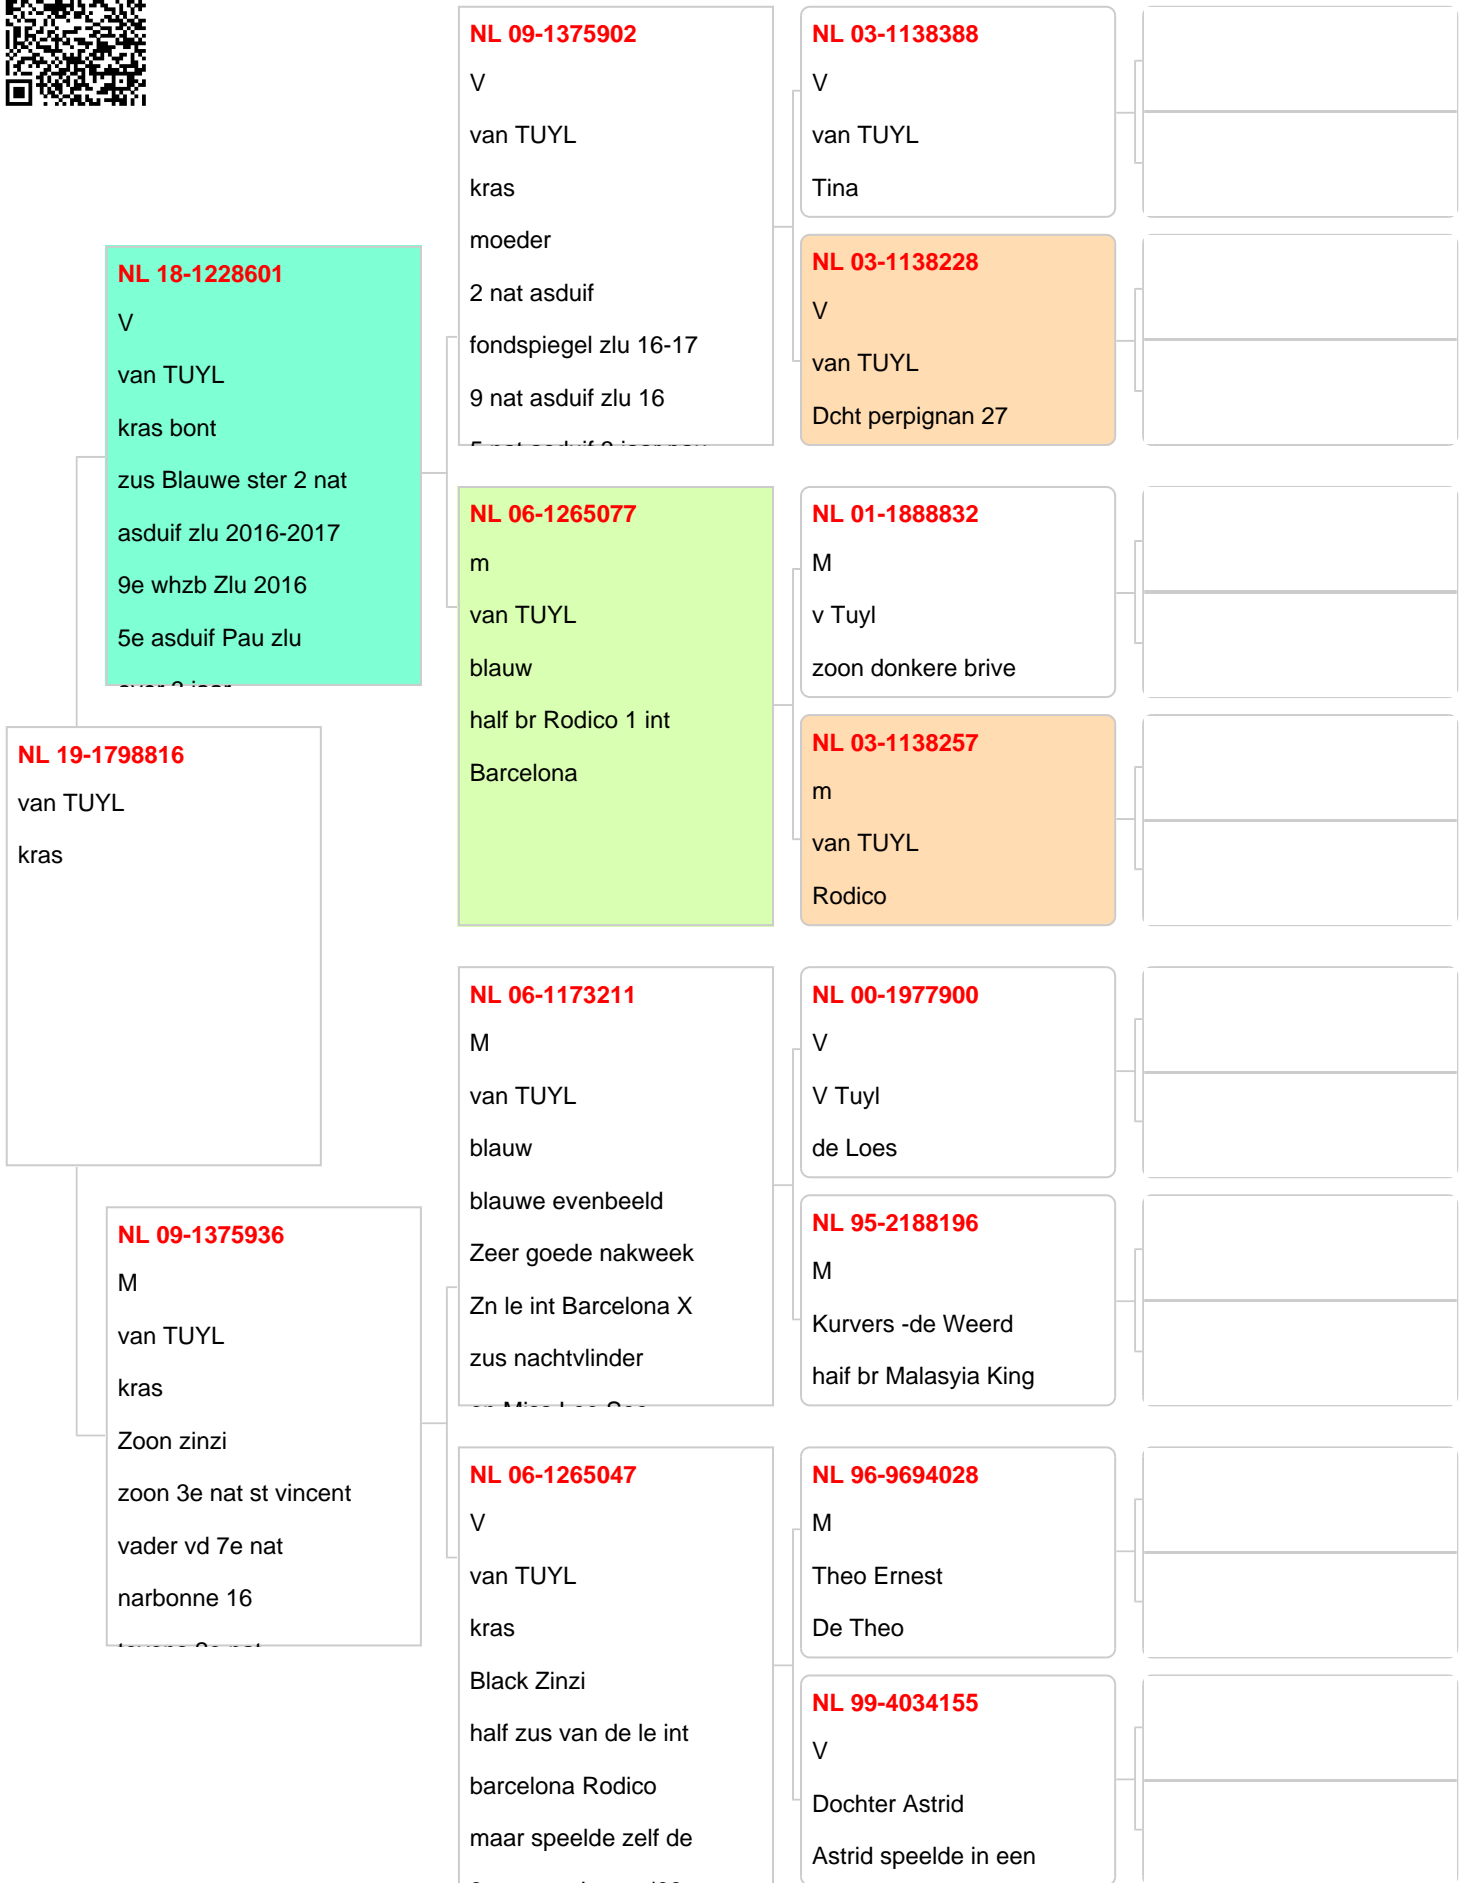 NL 09-1375902
V
van TUYL
kras
moeder
2 nat asduif
fondspiegel zlu 16-17
9 nat asduif zlu 16
NL 03-1138388
V
van TUYL
Tina
NL 03-1138228
V
van TUYL
Dcht perpignan 27
NL 18-1228601
V
van TUYL
kras bont
zus Blauwe ster 2 nat
asduif zlu 2016-2017
9e whzb Zlu 2016
5e asduif Pau zlu
NL 06-1265077
m
van TUYL
blauw
half br Rodico 1 int
Barcelona
NL 01-1888832
M
v Tuyl
zoon donkere brive
NL 03-1138257
m
van TUYL
Rodico
NL 19-1798816
van TUYL
kras
NL 06-1173211
M
van TUYL
blauw
blauwe evenbeeld
Zeer goede nakweek
Zn le int Barcelona X
zus nachtvlinder
NL 00-1977900
V
V Tuyl
de Loes
NL 95-2188196
M
Kurvers -de Weerd
haif br Malasyia King
NL 09-1375936
M
van TUYL
kras
Zoon zinzi
zoon 3e nat st vincent
vader vd 7e nat
narbonne 16
NL 06-1265047
V
van TUYL
kras
Black Zinzi
half zus van de le int
barcelona Rodico
maar speelde zelf de
NL 96-9694028
M
Theo Ernest
De Theo
NL 99-4034155
V
Dochter Astrid
Astrid speelde in een